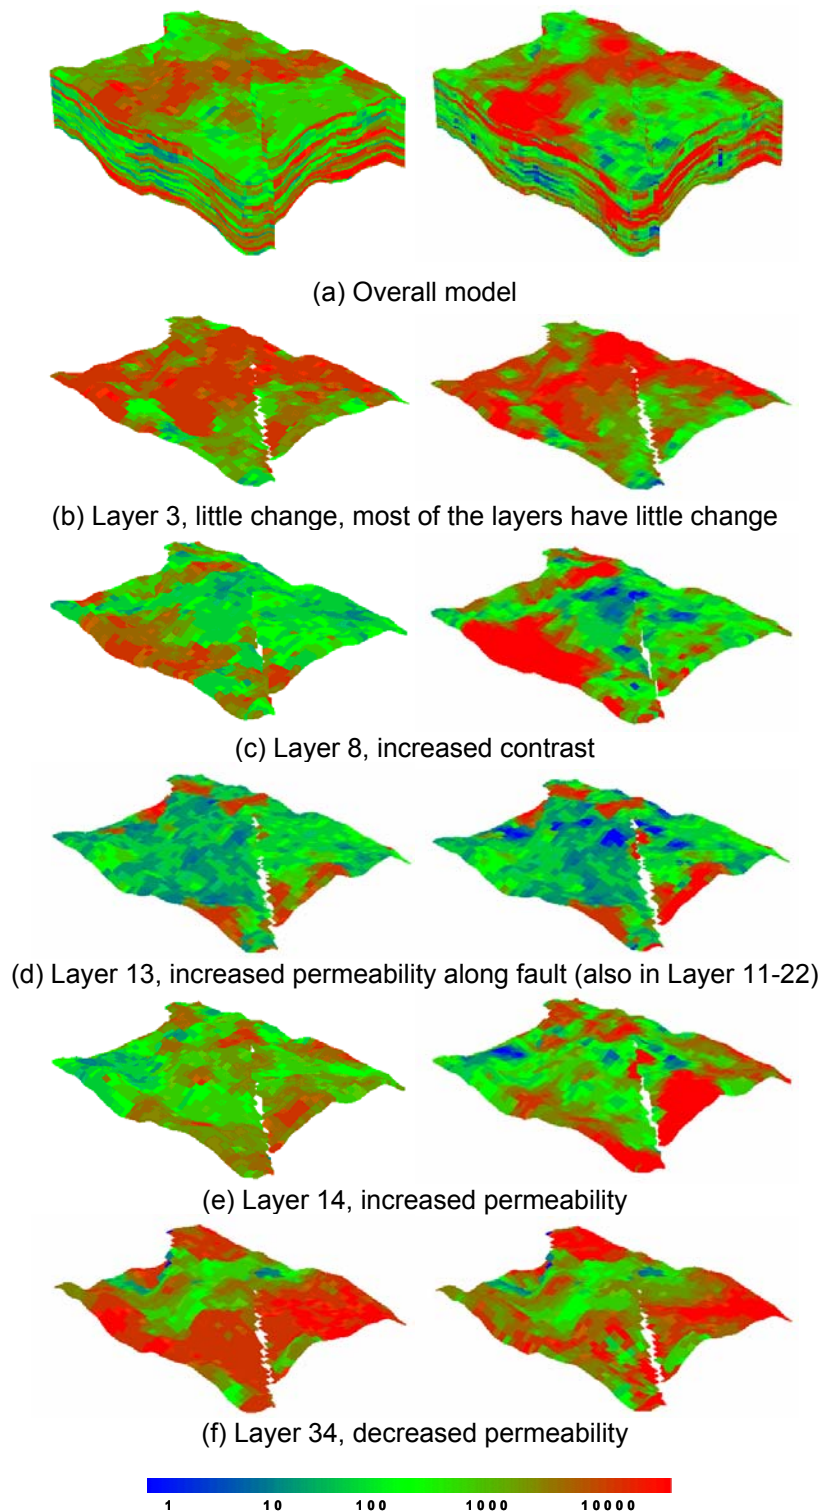 (a) Overall model
(b) Layer 3, little change, most of the layers have little change
(c) Layer 8, increased contrast
(d) Layer 13, increased permeability along fault (also in Layer 11-22)
(e) Layer 14, increased permeability
(f) Layer 34, decreased permeability
1 10 100 1000 10000